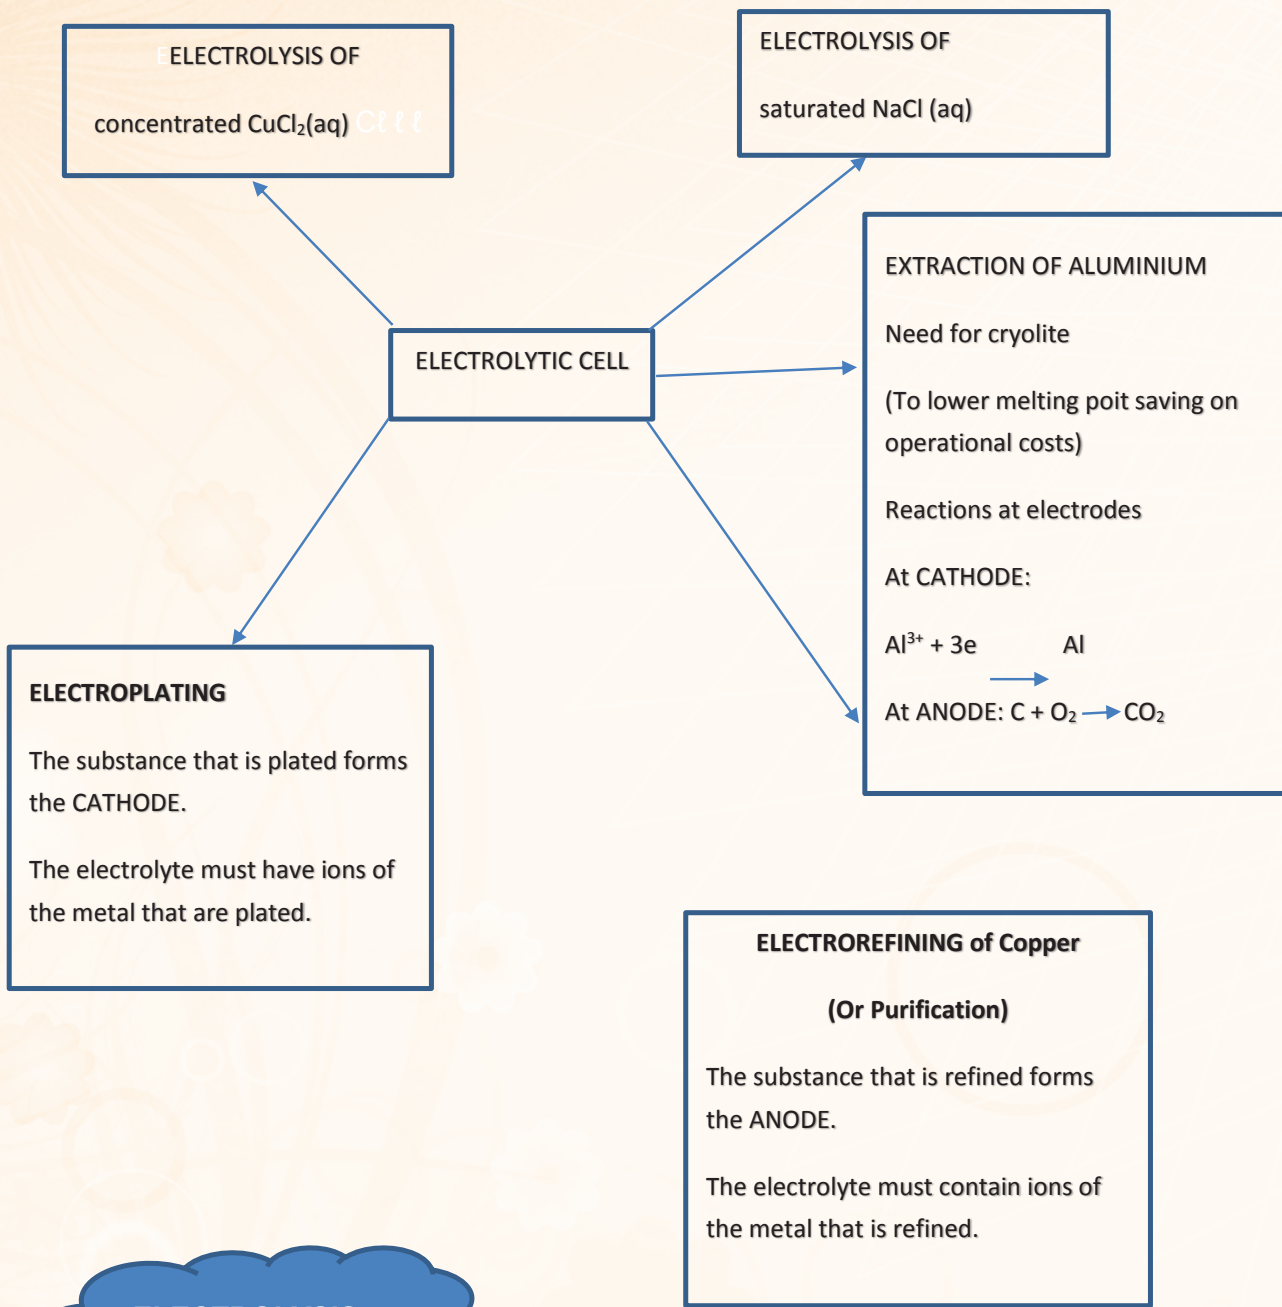 ELECTROLYSIS OF
concentrated CuCl₂(aq) Cℓ ℓ ℓ
ELECTROLYSIS OF
saturated NaCl (aq)
EXTRACTION OF ALUMINIUM
Need for cryolite
(To lower melting poit saving on
operational costs)
Reactions at electrodes
At CATHODE:
Al³⁺ + 3e → Al
At ANODE: C + O₂ → CO₂
ELECTROLYTIC CELL
ELECTROPLATING
The substance that is plated forms
the CATHODE.
The electrolyte must have ions of
the metal that are plated.
ELECTROREFINING of Copper
(Or Purification)
The substance that is refined forms
the ANODE.
The electrolyte must contain ions of
the metal that is refined.